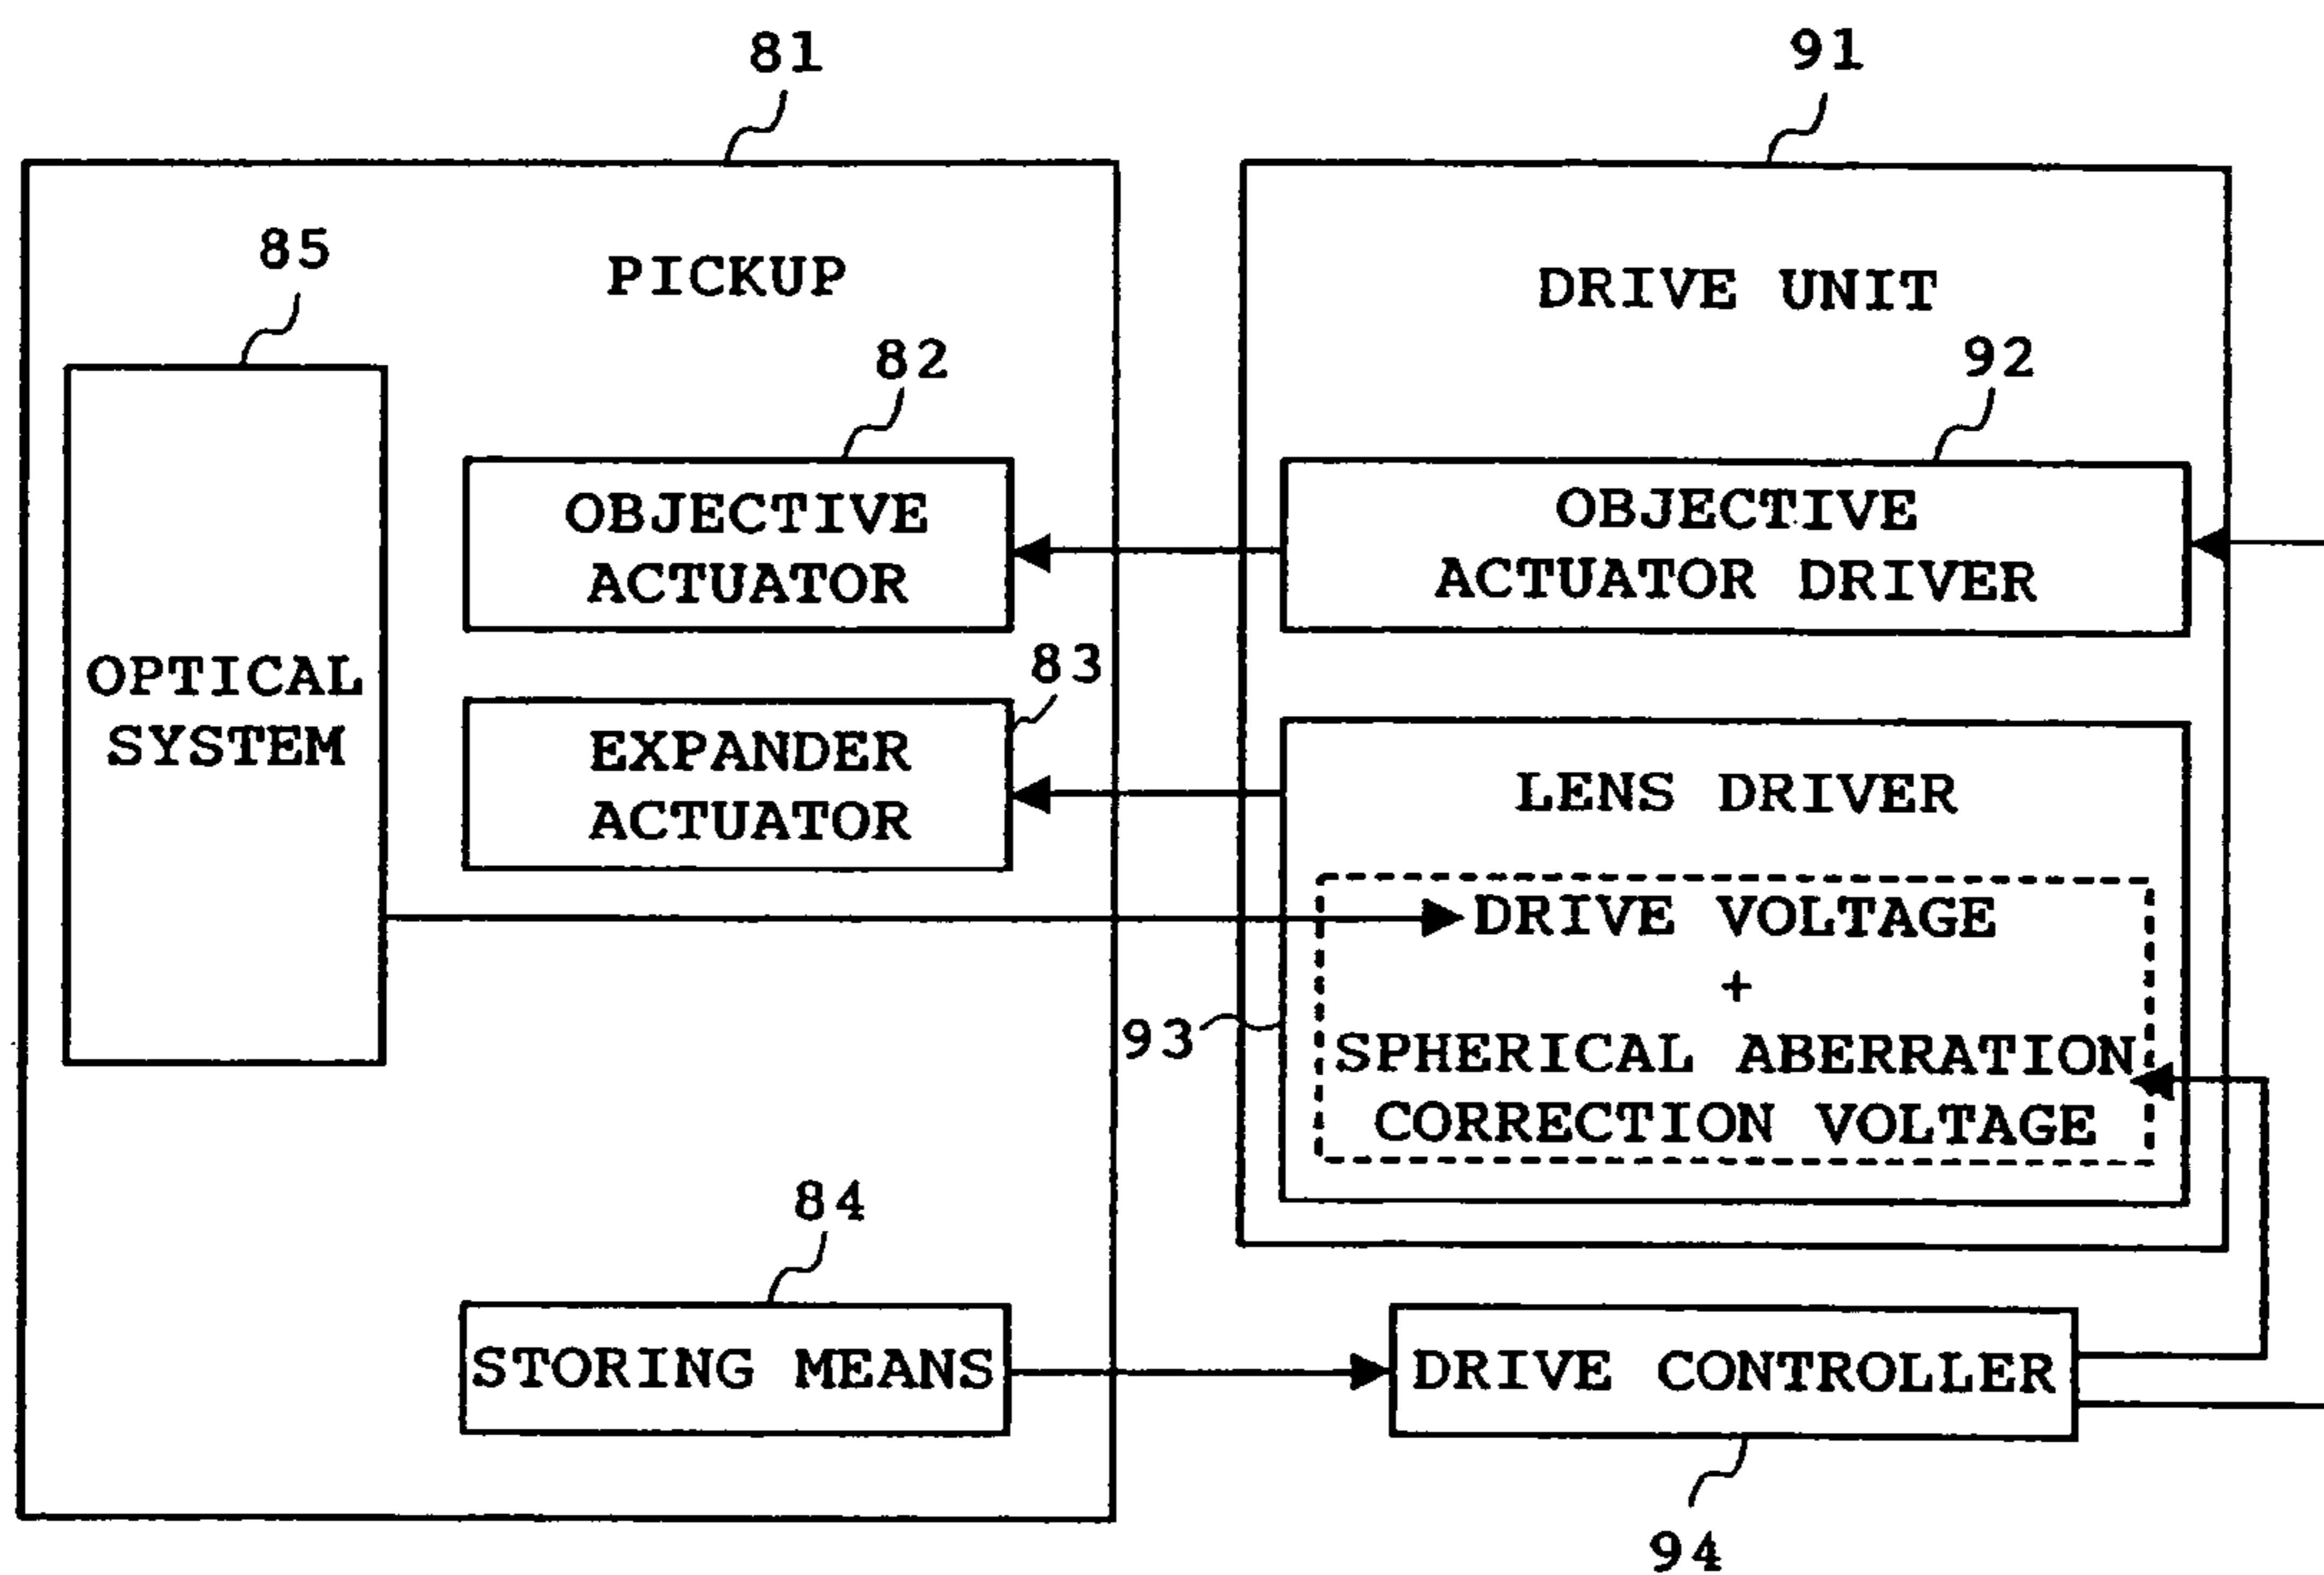 81
91
85
PICKUP
DRIVE UNIT
82
92
OBJECTIVE
ACTUATOR
OBJECTIVE
ACTUATOR DRIVER
83
OPTICAL
SYSTEM
EXPANDER
ACTUATOR
LENS DRIVER
DRIVE VOLTAGE
+
93
SPHERICAL ABERRATION
CORRECTION VOLTAGE
84
STORING MEANS
DRIVE CONTROLLER
94